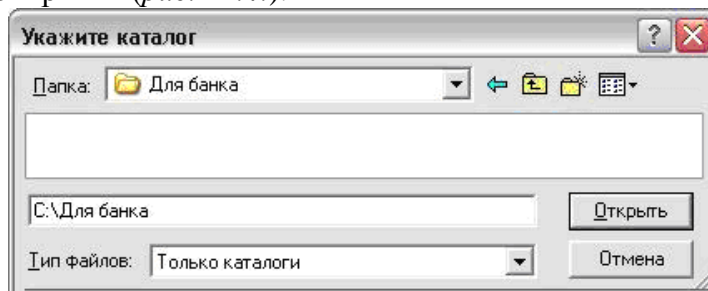 Укажите каталог
Папка: Для банка
C:\Для банка
Открыть
Тип файлов: Только каталоги
Отмена